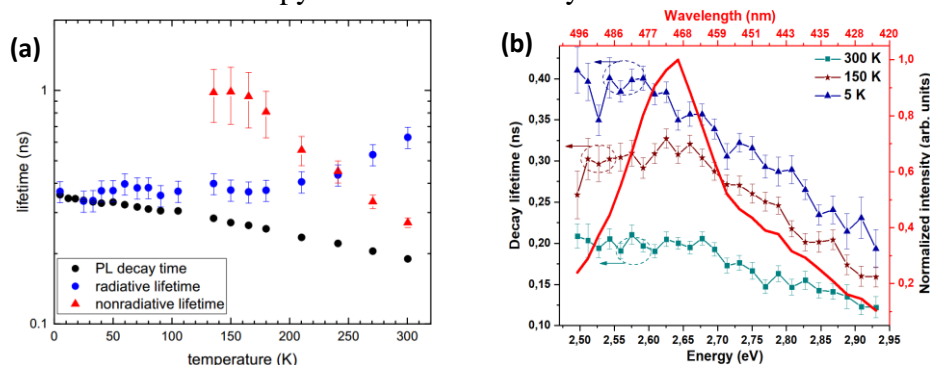 (a)
lifetime (ns)
1
0.1
PL decay time
radiative lifetime
nonradiative lifetime
0 50 100 150 200 250 300
temperature (K)
(b)
Wavelength (nm)
496 486 477 468 459 451 443 435 428 420
300 K
150 K
5 K
Decay lifetime (ns)
0,40
0,35
0,30
0,25
0,20
0,15
0,10
1,0
0,8
0,6
0,4
0,2
Normalized intensity (arb. units)
2,50 2,55 2,60 2,65 2,70 2,75 2,80 2,85 2,90 2,95
Energy (eV)